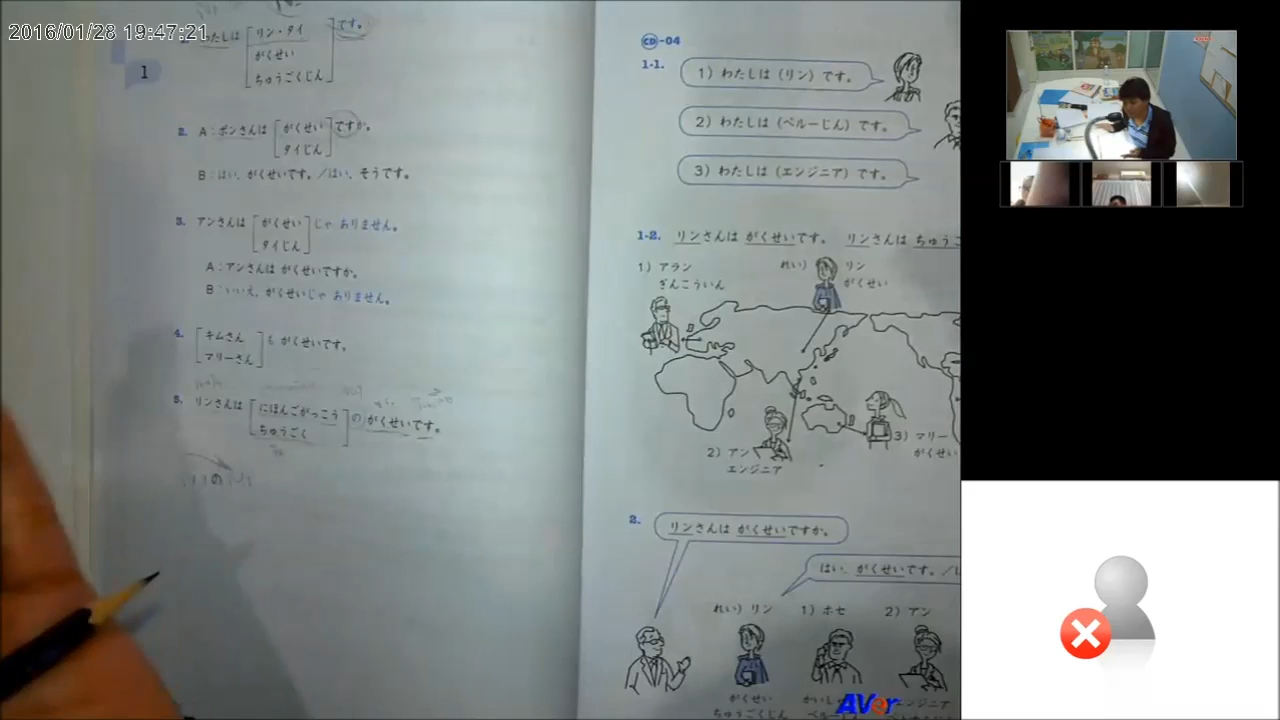 2016/01/28 19:47:21
1
わたしは リン・タイ です。
がくせい
ちゅうごくじん
2. A：ポンさんは がくせい ですか。
タイじん
B：はい、がくせいです。／はい、そうです。
3. アンさんは がくせい じゃ ありません。
タイじん
A：アンさんは がくせいですか。
B：いいえ、がくせいじゃ ありません。
4. キムさん も がくせいです。
マリーさん
5. リンさんは にほんごがっこう の がくせいです。
ちゅうごく
の
CD-04
1-1. 1）わたしは（リン）です。
2）わたしは（ペルーじん）です。
3）わたしは（エンジニア）です。
1-2. リンさんは がくせいです。 リンさんは ちゅうご
1）アラン
ぎんこういん
れい）リン
がくせい
2）アン
エンジニア
3）マリー
がくせい
2. リンさんは がくせいですか。
はい、がくせいです。／
れい）リン 1）ホセ 2）アン
がくせい
ちゅうごくじん
AVer